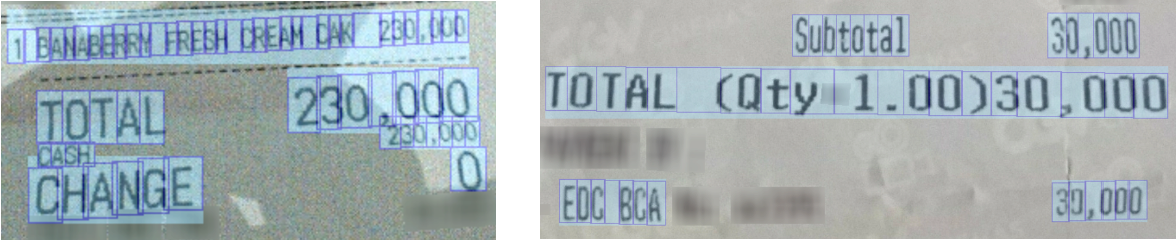 1 BANABERRY FRESH CREAM CAK 230,000
TOTAL 230,000
CASH 230,000
CHANGE 0
Subtotal 30,000
TOTAL (Qty 1.00)30,000
EDC BCA 30,000